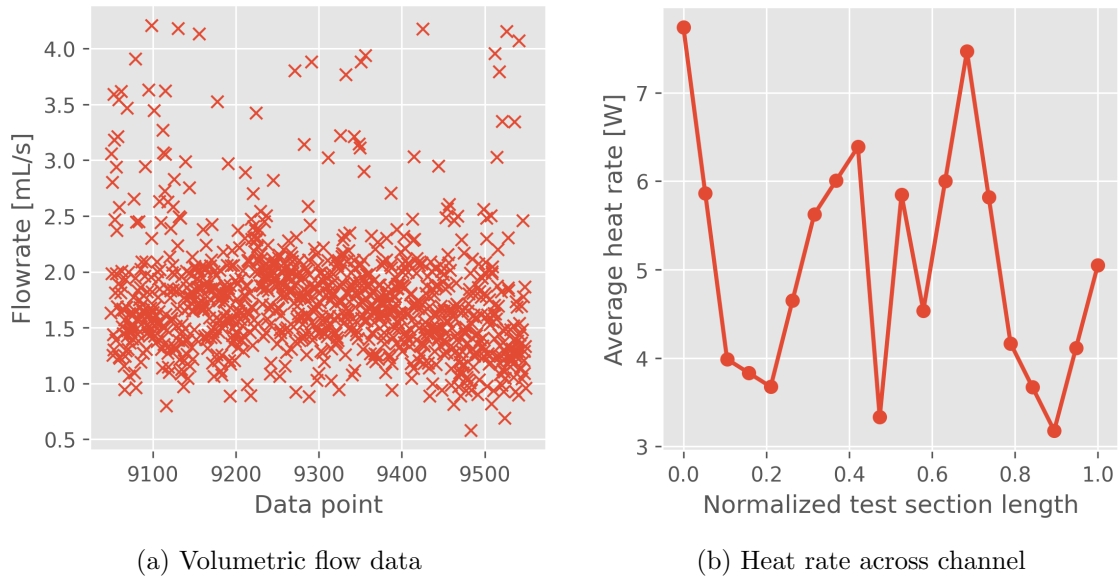 4.0
3.5
3.0
2.5
2.0
1.5
1.0
0.5
Flowrate [mL/s]
9100 9200 9300 9400 9500
Data point
(a) Volumetric flow data
7
6
5
4
3
Average heat rate [W]
0.0 0.2 0.4 0.6 0.8 1.0
Normalized test section length
(b) Heat rate across channel